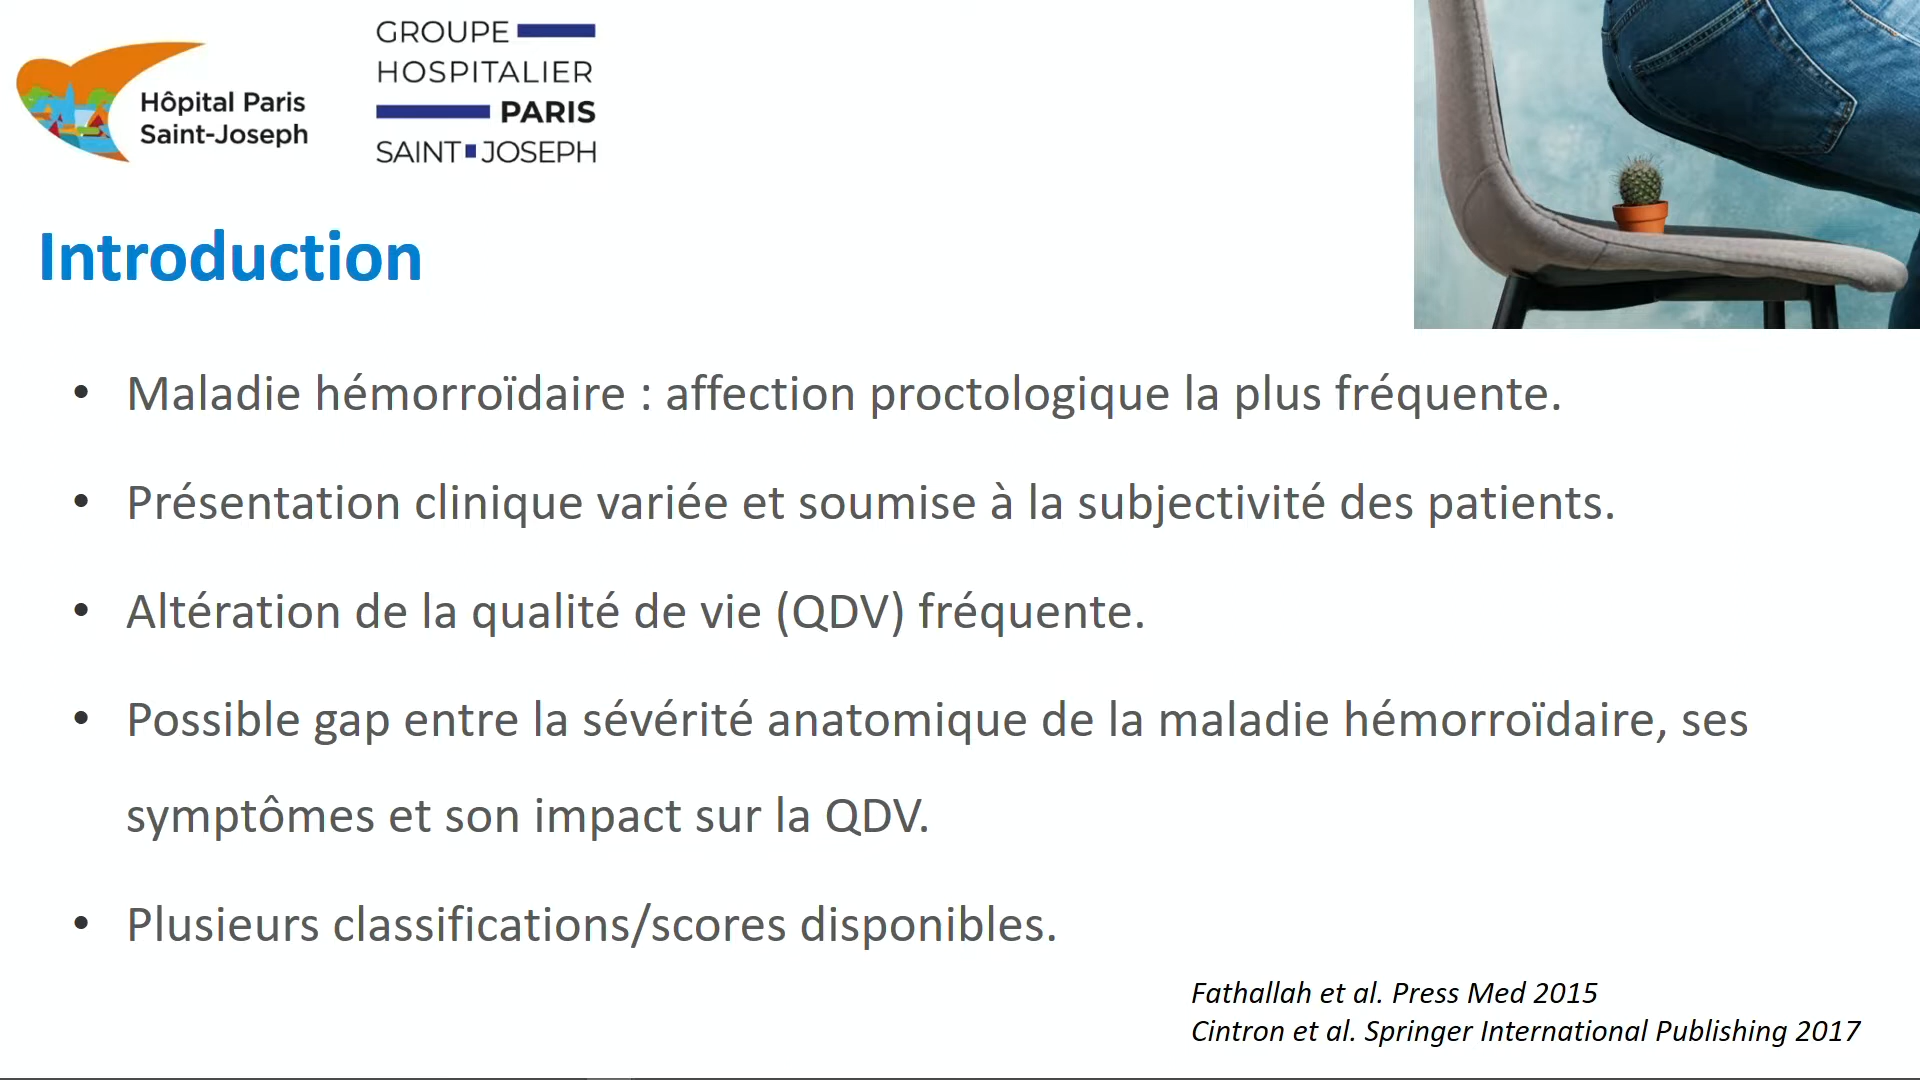 Hôpital Paris
Saint-Joseph
GROUPE
HOSPITALIER
PARIS
SAINT JOSEPH
Introduction
• Maladie hémorroïdaire : affection proctologique la plus fréquente.
• Présentation clinique variée et soumise à la subjectivité des patients.
• Altération de la qualité de vie (QDV) fréquente.
• Possible gap entre la sévérité anatomique de la maladie hémorroïdaire, ses
symptômes et son impact sur la QDV.
• Plusieurs classifications/scores disponibles.
Fathallah et al. Press Med 2015
Cintron et al. Springer International Publishing 2017